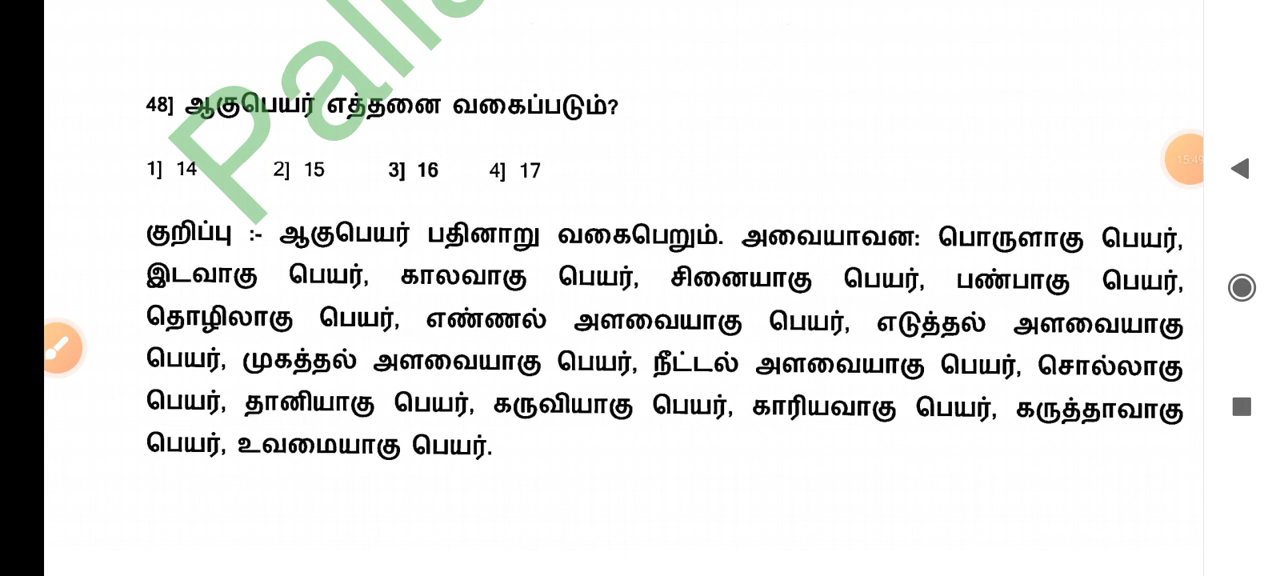 48] ஆகுபெயர் எத்தனை வகைப்படும்?
1] 14 2] 15 3] 16 4] 17
குறிப்பு :- ஆகுபெயர் பதினாறு வகைபெறும். அவையாவன: பொருளாகு பெயர்,
இடவாகு பெயர், காலவாகு பெயர், சினையாகு பெயர், பண்பாகு பெயர்,
தொழிலாகு பெயர், எண்ணல் அளவையாகு பெயர், எடுத்தல் அளவையாகு
பெயர், முகத்தல் அளவையாகு பெயர், நீட்டல் அளவையாகு பெயர், சொல்லாகு
பெயர், தானியாகு பெயர், கருவியாகு பெயர், காரியவாகு பெயர், கருத்தாவாகு
பெயர், உவமையாகு பெயர்.
15:49